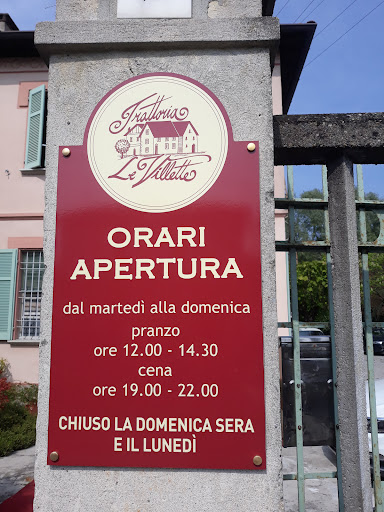 Trattoria
Le Villette
ORARI
APERTURA
dal martedì alla domenica
pranzo
ore 12.00 - 14.30
cena
ore 19.00 - 22.00
CHIUSO LA DOMENICA SERA
E IL LUNEDÌ